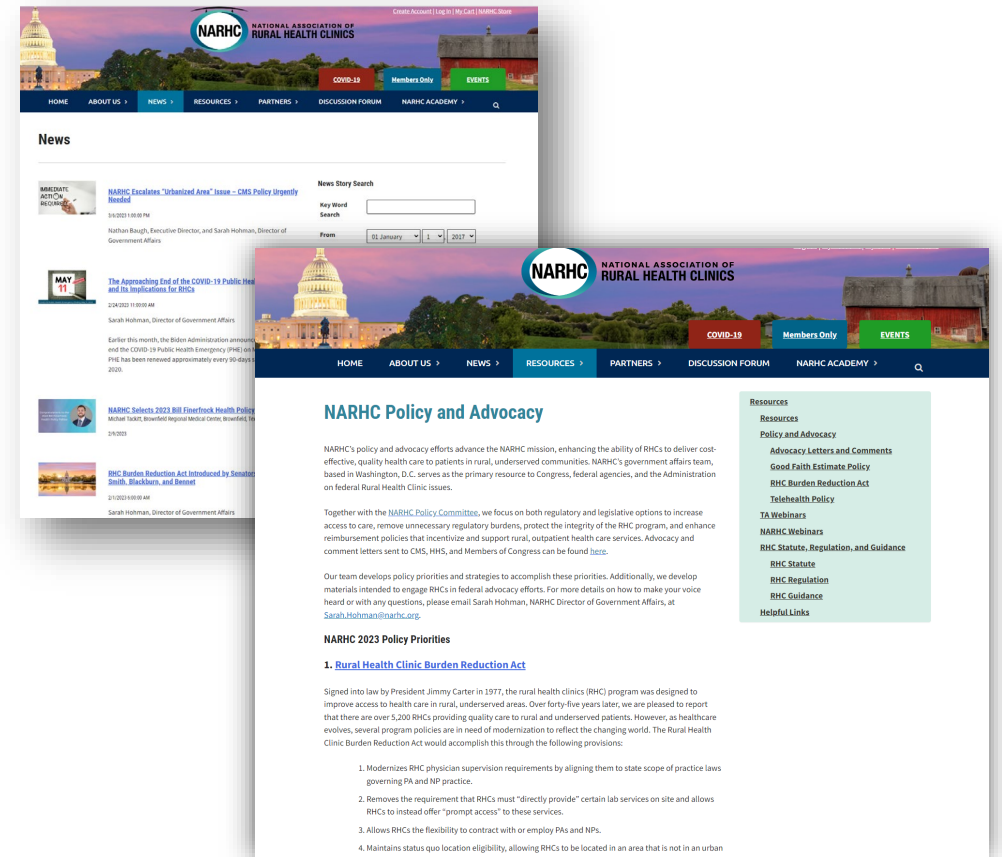 Create Account | Log In | My Cart | NARHC Store
NARHC
NATIONAL ASSOCIATION OF
RURAL HEALTH CLINICS
COVID-19
Members Only
EVENTS
HOME
ABOUT US >
NEWS >
RESOURCES >
PARTNERS >
DISCUSSION FORUM
NARHC ACADEMY >
News
IMMEDIATE
ACTION
REQUIRED
NARHC Escalates "Urbanized Area" Issue – CMS Policy Urgently
Needed
3/6/2023 1:00:00 PM
Nathan Baugh, Executive Director, and Sarah Hohman, Director of
Government Affairs
News Story Search
Key Word
Search
From
01 January
1
2017
MAY
11
The Approaching End of the COVID-19 Public Heal
and Its Implications for RHCs
2/24/2023 11:00:00 AM
Sarah Hohman, Director of Government Affairs
Earlier this month, the Biden Administration announc
end the COVID-19 Public Health Emergency (PHE) on
PHE has been renewed approximately every 90-days s
2020.
NARHC Selects 2023 Bill Finerfrock Health Policy
Michael Tackitt, Brownfield Regional Medical Center, Brownfield,
2/9/2023
RHC Burden Reduction Act Introduced by Senator
Smith, Blackburn, and Bennet
2/1/2023 6:00:00 AM
Sarah Hohman, Director of Government Affairs
NARHC
NATIONAL ASSOCIATION OF
RURAL HEALTH CLINICS
COVID-19
Members Only
EVENTS
HOME
ABOUT US >
NEWS >
RESOURCES >
PARTNERS >
DISCUSSION FORUM
NARHC ACADEMY >
NARHC Policy and Advocacy
NARHC's policy and advocacy efforts advance the NARHC mission, enhancing the ability of RHCs to deliver cost-
effective, quality health care to patients in rural, underserved communities. NARHC's government affairs team,
based in Washington, D.C. serves as the primary resource to Congress, federal agencies, and the Administration
on federal Rural Health Clinic issues.
Together with the NARHC Policy Committee, we focus on both regulatory and legislative options to increase
access to care, remove unnecessary regulatory burdens, protect the integrity of the RHC program, and enhance
reimbursement policies that incentivize and support rural, outpatient health care services. Advocacy and
comment letters sent to CMS, HHS, and Members of Congress can be found here.
Our team develops policy priorities and strategies to accomplish these priorities. Additionally, we develop
materials intended to engage RHCs in federal advocacy efforts. For more details on how to make your voice
heard or with any questions, please email Sarah Hohman, NARHC Director of Government Affairs, at
Sarah.Hohman@narhc.org.
NARHC 2023 Policy Priorities
1. Rural Health Clinic Burden Reduction Act
Signed into law by President Jimmy Carter in 1977, the rural health clinics (RHC) program was designed to
improve access to health care in rural, underserved areas. Over forty-five years later, we are pleased to report
that there are over 5,200 RHCs providing quality care to rural and underserved patients. However, as healthcare
evolves, several program policies are in need of modernization to reflect the changing world. The Rural Health
Clinic Burden Reduction Act would accomplish this through the following provisions:
1. Modernizes RHC physician supervision requirements by aligning them to state scope of practice laws
governing PA and NP practice.
2. Removes the requirement that RHCs must "directly provide" certain lab services on site and allows
RHCs to instead offer "prompt access" to these services.
3. Allows RHCs the flexibility to contract with or employ PAs and NPs.
4. Maintains status quo location eligibility, allowing RHCs to be located in an area that is not in an urban
Resources
Resources
Policy and Advocacy
Advocacy Letters and Comments
Good Faith Estimate Policy
RHC Burden Reduction Act
Telehealth Policy
TA Webinars
NARHC Webinars
RHC Statute, Regulation, and Guidance
RHC Statute
RHC Regulation
RHC Guidance
Helpful Links